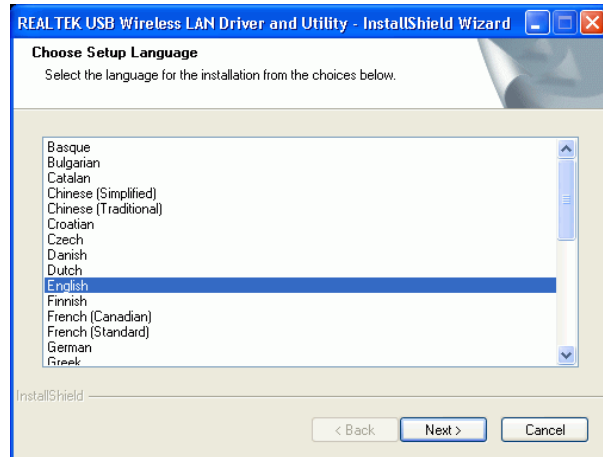 REALTEK USB Wireless LAN Driver and Utility - InstallShield Wizard
Choose Setup Language
Select the language for the installation from the choices below.
Basque
Bulgarian
Catalan
Chinese (Simplified)
Chinese (Traditional)
Croatian
Czech
Danish
Dutch
English
Finnish
French (Canadian)
French (Standard)
German
Greek
InstallShield
< Back
Next >
Cancel